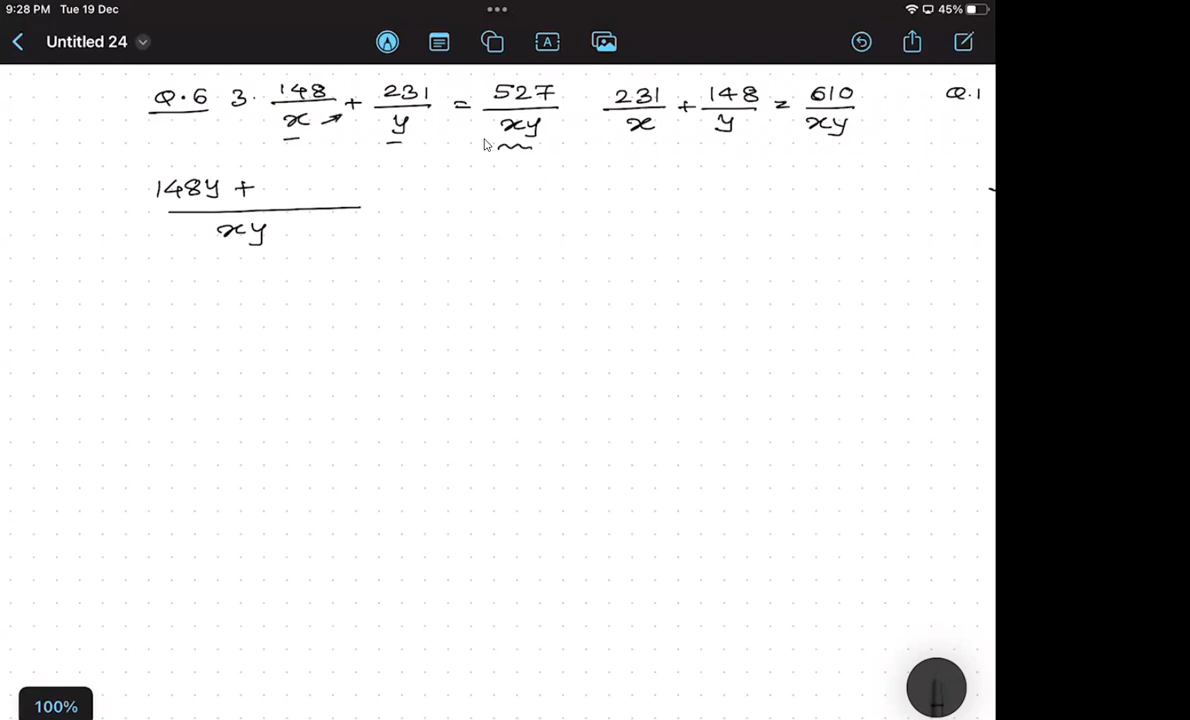 9:28 PM Tue 19 Dec 45%
Untitled 24
Q.6 3. 148/x + 231/y = 527/xy 231/x + 148/y = 610/xy Q.1
148y +
xy
100%